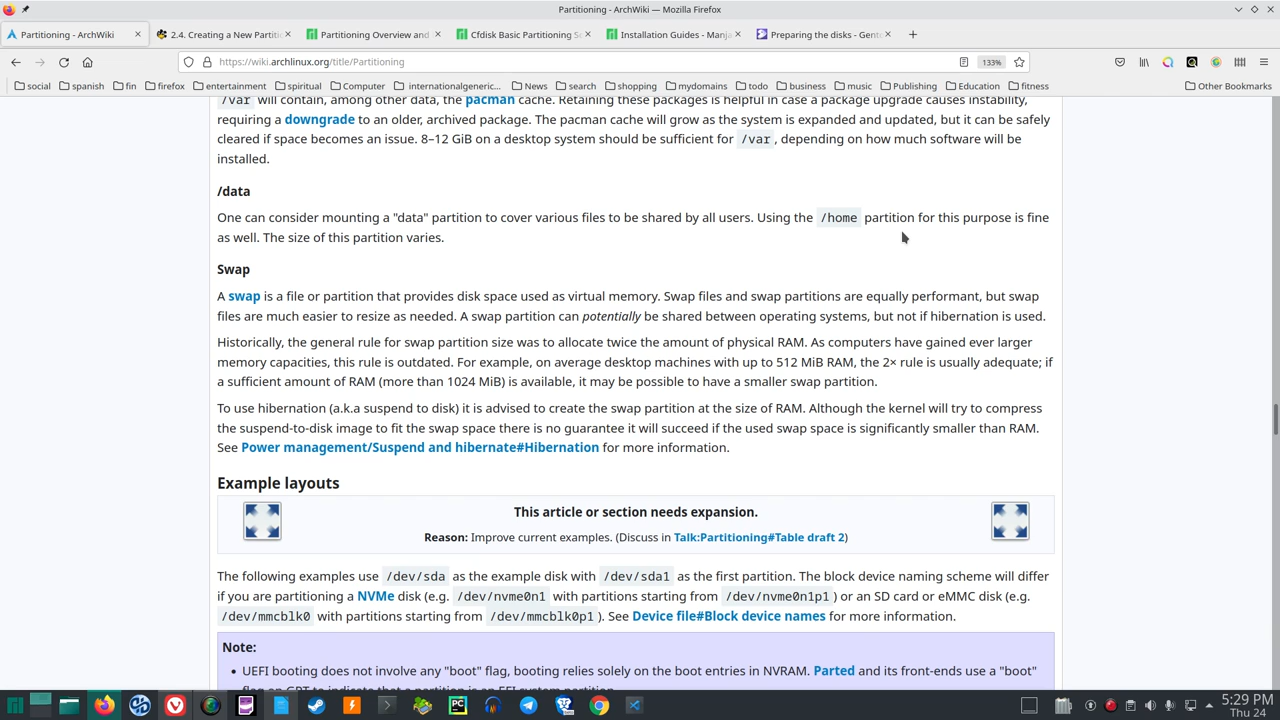 Partitioning - ArchWiki — Mozilla Firefox
Partitioning - ArchWiki
2.4. Creating a New Partiti
Partitioning Overview and
Cfdisk Basic Partitioning S
Installation Guides - Manja
Preparing the disks - Gent
https://wiki.archlinux.org/title/Partitioning
133%
social spanish fin firefox entertainment spiritual Computer internationalgeneric... News search shopping mydomains todo business music Publishing Education fitness Other Bookmarks
/var will contain, among other data, the pacman cache. Retaining these packages is helpful in case a package upgrade causes instability,
requiring a downgrade to an older, archived package. The pacman cache will grow as the system is expanded and updated, but it can be safely
cleared if space becomes an issue. 8–12 GiB on a desktop system should be sufficient for /var, depending on how much software will be
installed.
/data
One can consider mounting a "data" partition to cover various files to be shared by all users. Using the /home partition for this purpose is fine
as well. The size of this partition varies.
Swap
A swap is a file or partition that provides disk space used as virtual memory. Swap files and swap partitions are equally performant, but swap
files are much easier to resize as needed. A swap partition can potentially be shared between operating systems, but not if hibernation is used.
Historically, the general rule for swap partition size was to allocate twice the amount of physical RAM. As computers have gained ever larger
memory capacities, this rule is outdated. For example, on average desktop machines with up to 512 MiB RAM, the 2× rule is usually adequate; if
a sufficient amount of RAM (more than 1024 MiB) is available, it may be possible to have a smaller swap partition.
To use hibernation (a.k.a suspend to disk) it is advised to create the swap partition at the size of RAM. Although the kernel will try to compress
the suspend-to-disk image to fit the swap space there is no guarantee it will succeed if the used swap space is significantly smaller than RAM.
See Power management/Suspend and hibernate#Hibernation for more information.
Example layouts
This article or section needs expansion.
Reason: Improve current examples. (Discuss in Talk:Partitioning#Table draft 2)
The following examples use /dev/sda as the example disk with /dev/sda1 as the first partition. The block device naming scheme will differ
if you are partitioning a NVMe disk (e.g. /dev/nvme0n1 with partitions starting from /dev/nvme0n1p1) or an SD card or eMMC disk (e.g.
/dev/mmcblk0 with partitions starting from /dev/mmcblk0p1). See Device file#Block device names for more information.
Note:
• UEFI booting does not involve any "boot" flag, booting relies solely on the boot entries in NVRAM. Parted and its front-ends use a "boot"
flag on GPT to indicate that a partition is an EFI system partition.
5:29 PM
Thu 24